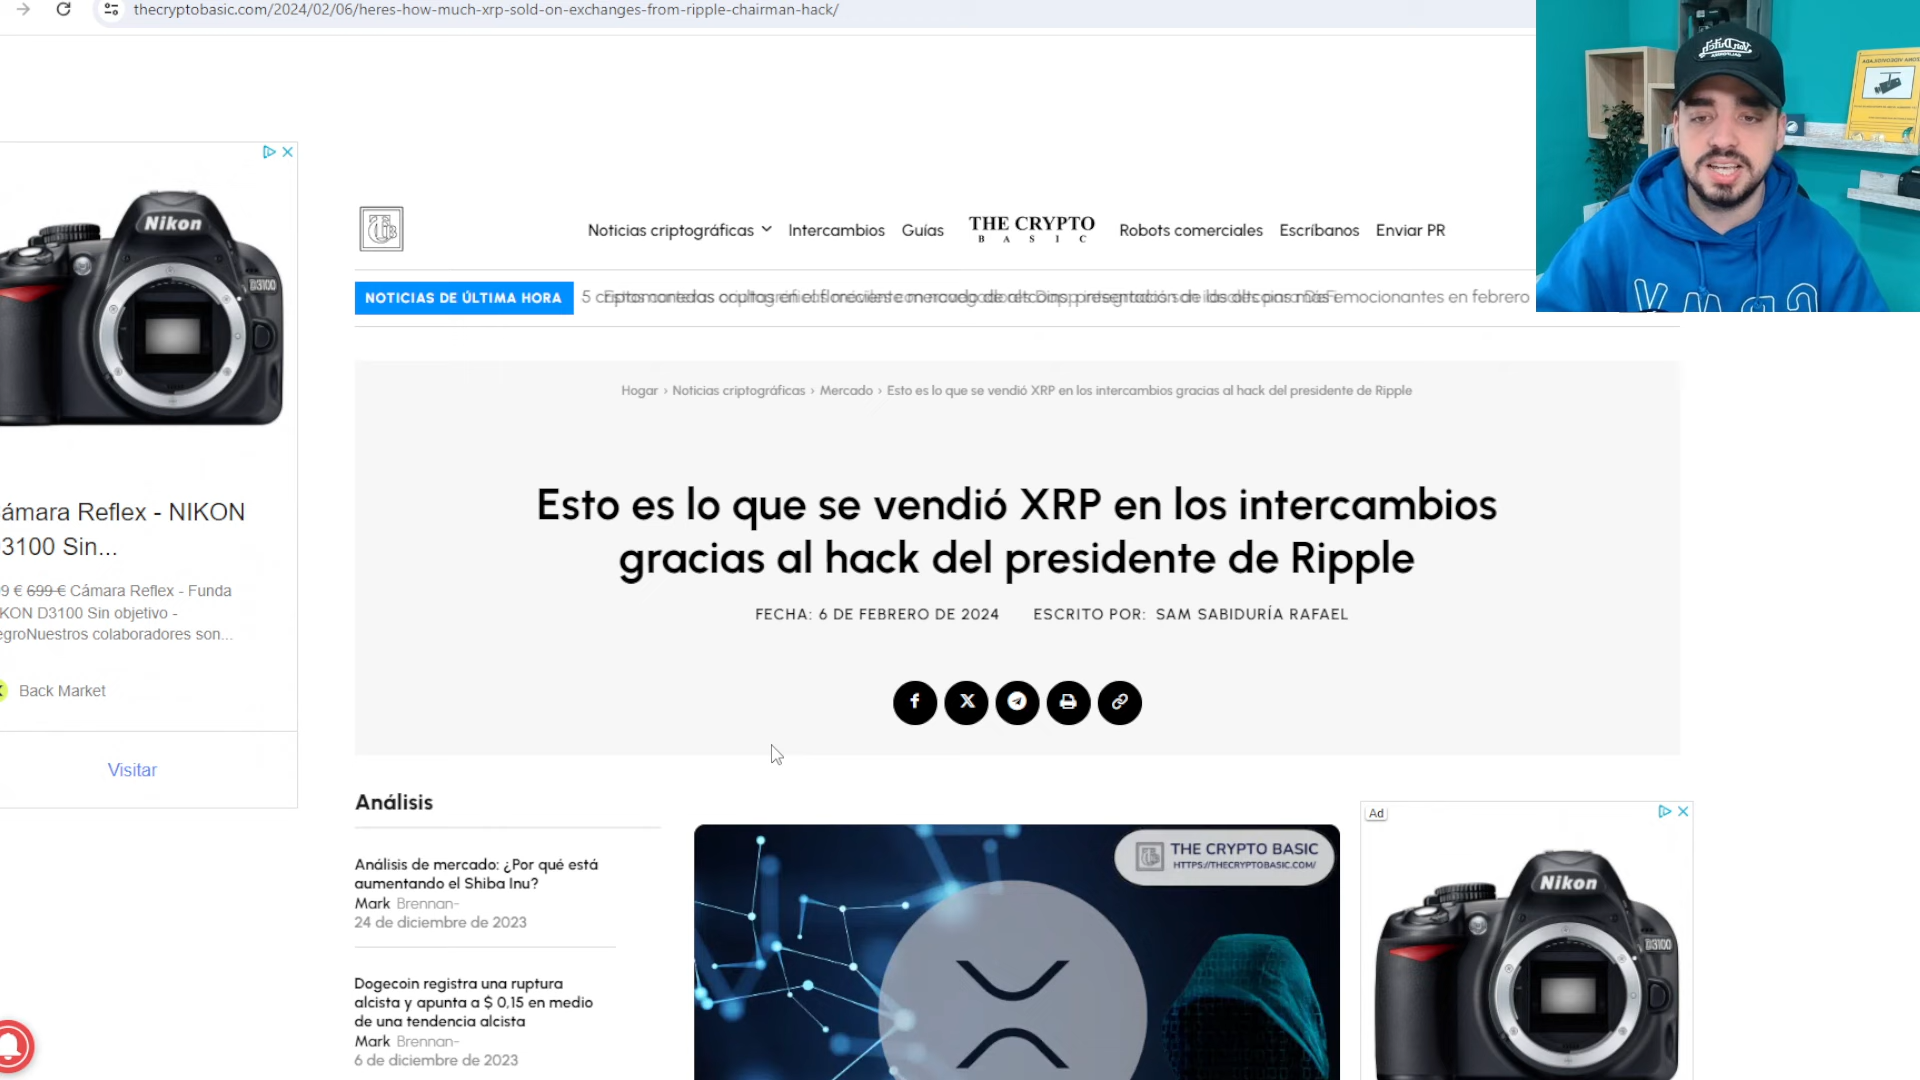 thecryptobasic.com/2024/02/06/heres-how-much-xrp-sold-on-exchanges-from-ripple-chairman-hack/
Nikon
D3100
ámara Reflex - NIKON
3100 Sin...
9 € 699 € Cámara Reflex - Funda
KON D3100 Sin objetivo -
egroNuestros colaboradores son...
Back Market
Visitar
Noticias criptográficas
Intercambios
Guías
THE CRYPTO
BASIC
Robots comerciales
Escríbanos
Enviar PR
NOTICIAS DE ÚLTIMA HORA
emocionantes en febrero
Hogar › Noticias criptográficas › Mercado › Esto es lo que se vendió XRP en los intercambios gracias al hack del presidente de Ripple
Esto es lo que se vendió XRP en los intercambios
gracias al hack del presidente de Ripple
FECHA: 6 DE FEBRERO DE 2024 ESCRITO POR: SAM SABIDURÍA RAFAEL
Análisis
Análisis de mercado: ¿Por qué está
aumentando el Shiba Inu?
Mark Brennan-
24 de diciembre de 2023
Dogecoin registra una ruptura
alcista y apunta a $ 0,15 en medio
de una tendencia alcista
Mark Brennan-
6 de diciembre de 2023
THE CRYPTO BASIC
HTTPS://THECRYPTOBASIC.COM/
Ad
Nikon
D3100